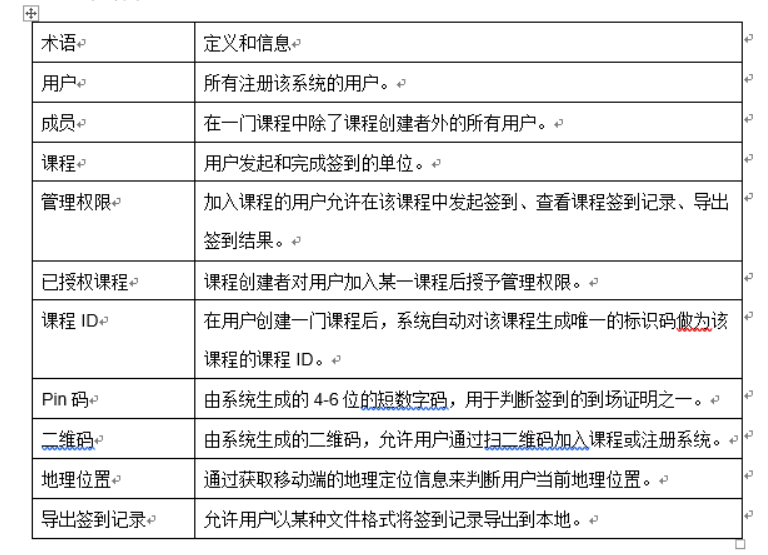 术语 定义和信息
用户 所有注册该系统的用户。
成员 在一门课程中除了课程创建者外的所有用户。
课程 用户发起和完成签到的单位。
管理权限 加入课程的用户允许在该课程中发起签到、查看课程签到记录、导出
签到结果。
已授权课程 课程创建者对用户加入某一课程后授予管理权限。
课程 ID 在用户创建一门课程后，系统自动对该课程生成唯一的标识码做为该
课程的课程 ID。
Pin 码 由系统生成的 4-6 位的短数字码，用于判断签到的到场证明之一。
二维码 由系统生成的二维码，允许用户通过扫二维码加入课程或注册系统。
地理位置 通过获取移动端的地理定位信息来判断用户当前地理位置。
导出签到记录 允许用户以某种文件格式将签到记录导出到本地。